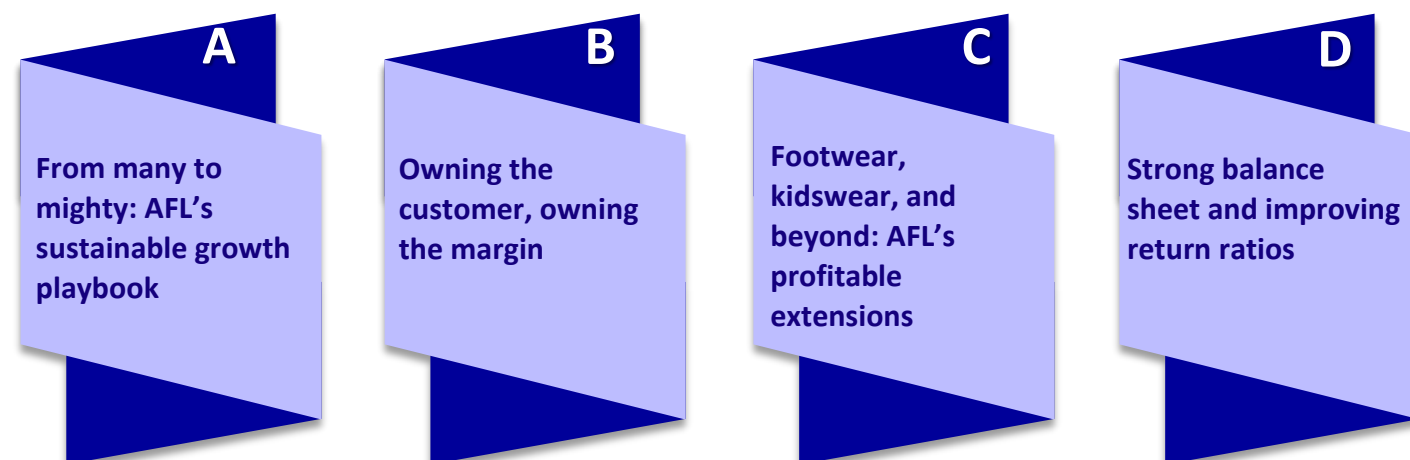 A
From many to
mighty: AFL’s
sustainable growth
playbook
B
Owning the
customer, owning
the margin
C
Footwear,
kidswear, and
beyond: AFL’s
profitable
extensions
D
Strong balance
sheet and improving
return ratios